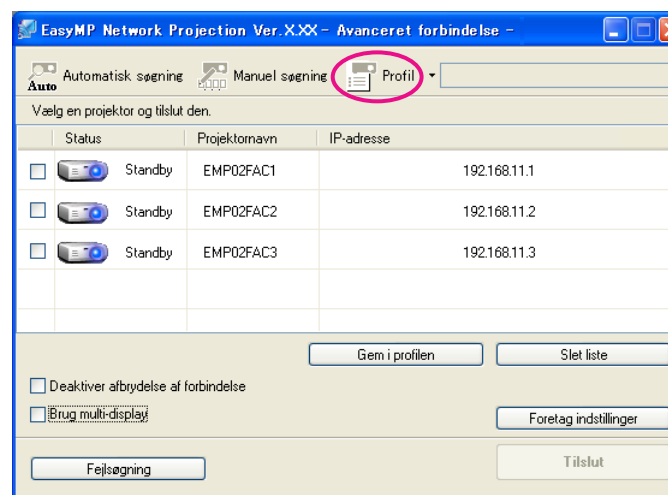 EasyMP Network Projection Ver.X.XX - Avanceret forbindelse -
Auto Automatisk søgning Manuel søgning Profil
Vælg en projektor og tilslut den.
Status Projektornavn IP-adresse
Standby EMP02FAC1 192.168.11.1
Standby EMP02FAC2 192.168.11.2
Standby EMP02FAC3 192.168.11.3
Gem i profilen Slet liste
Deaktiver afbrydelse af forbindelse
Brug multi-display
Foretag indstillinger
Fejlsøgning Tilslut